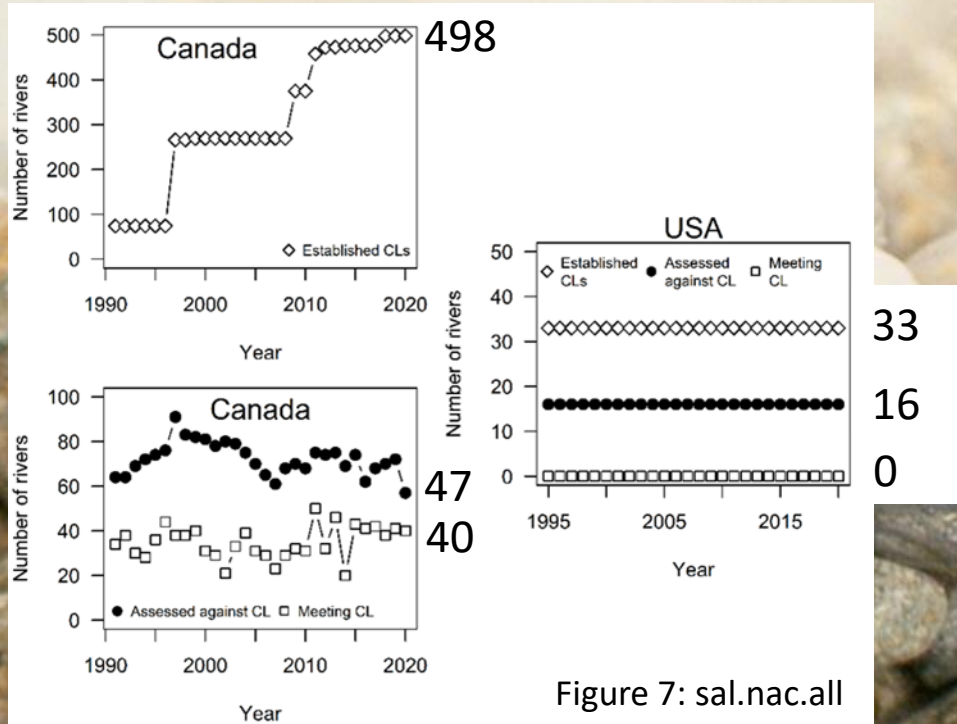 Canada
498
Number of rivers
500
400
300
200
100
0
◇ Established CLs
1990 2000 2010 2020
Year
Canada
Number of rivers
100
80
60
40
20
0
47
40
● Assessed against CL □ Meeting CL
1990 2000 2010 2020
Year
USA
Number of rivers
50
40
30
20
10
0
◇ Established CLs ● Assessed against CL □ Meeting CL
33
16
0
1995 2005 2015
Year
Figure 7: sal.nac.all